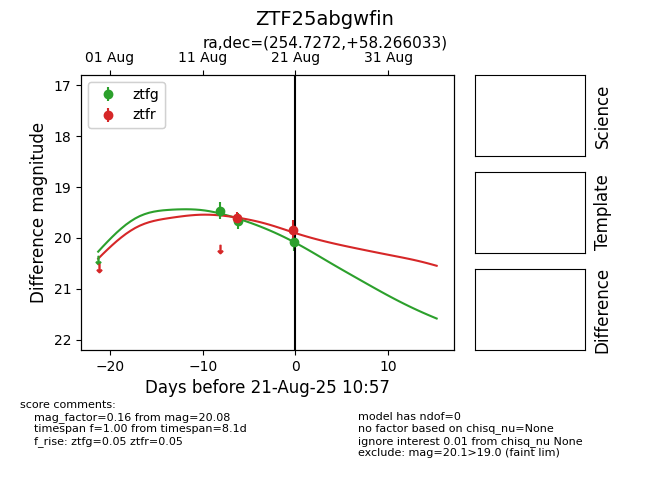 ZTF25abgwfin
ra,dec=(254.7272,+58.266033)
01 Aug 11 Aug 21 Aug 31 Aug
ztfg
ztfr
17
18
19
20
21
22
Difference magnitude
−20 −10 0 10
Days before 21-Aug-25 10:57
Science
Template
Difference
score comments:
mag_factor=0.16 from mag=20.08
timespan f=1.00 from timespan=8.1d
f_rise: ztfg=0.05 ztfr=0.05
model has ndof=0
no factor based on chisq_nu=None
ignore interest 0.01 from chisq_nu None
exclude: mag=20.1>19.0 (faint lim)